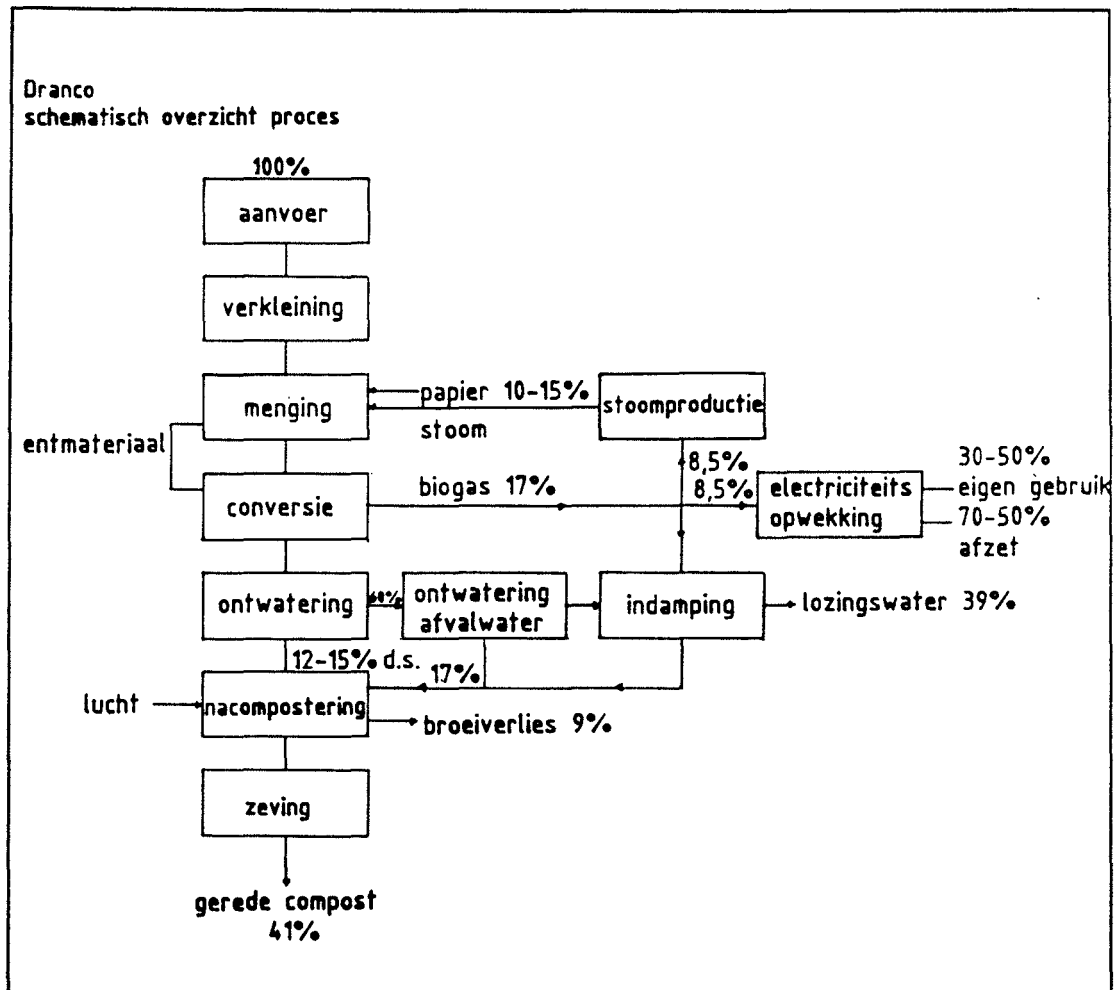 Dranco
schematisch overzicht proces
100%
aanvoer
verkleining
menging
papier 10-15%
stoom
stoomproductie
entmateriaal
8,5%
8,5%
conversie
biogas 17%
electriciteits
opwekking
30-50%
eigen gebruik
70-50%
afzet
ontwatering
ontwatering
afvalwater
indamping
lozingswater 39%
12-15% d.s.
17%
lucht
nacompostering
broeiverlies 9%
zeving
gerede compost
41%